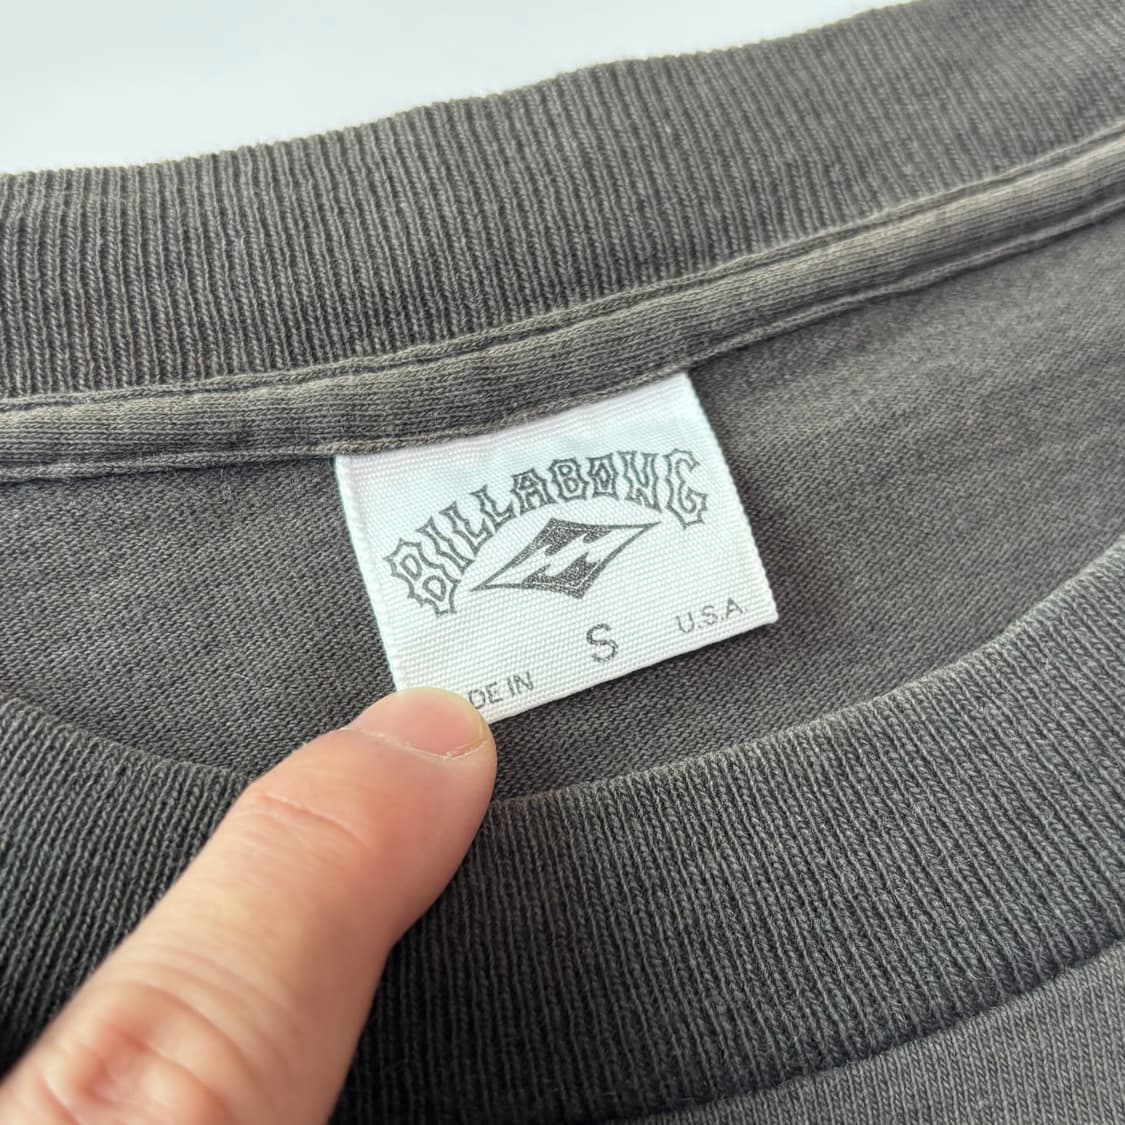 BILLABONG
S
DE IN U.S.A.